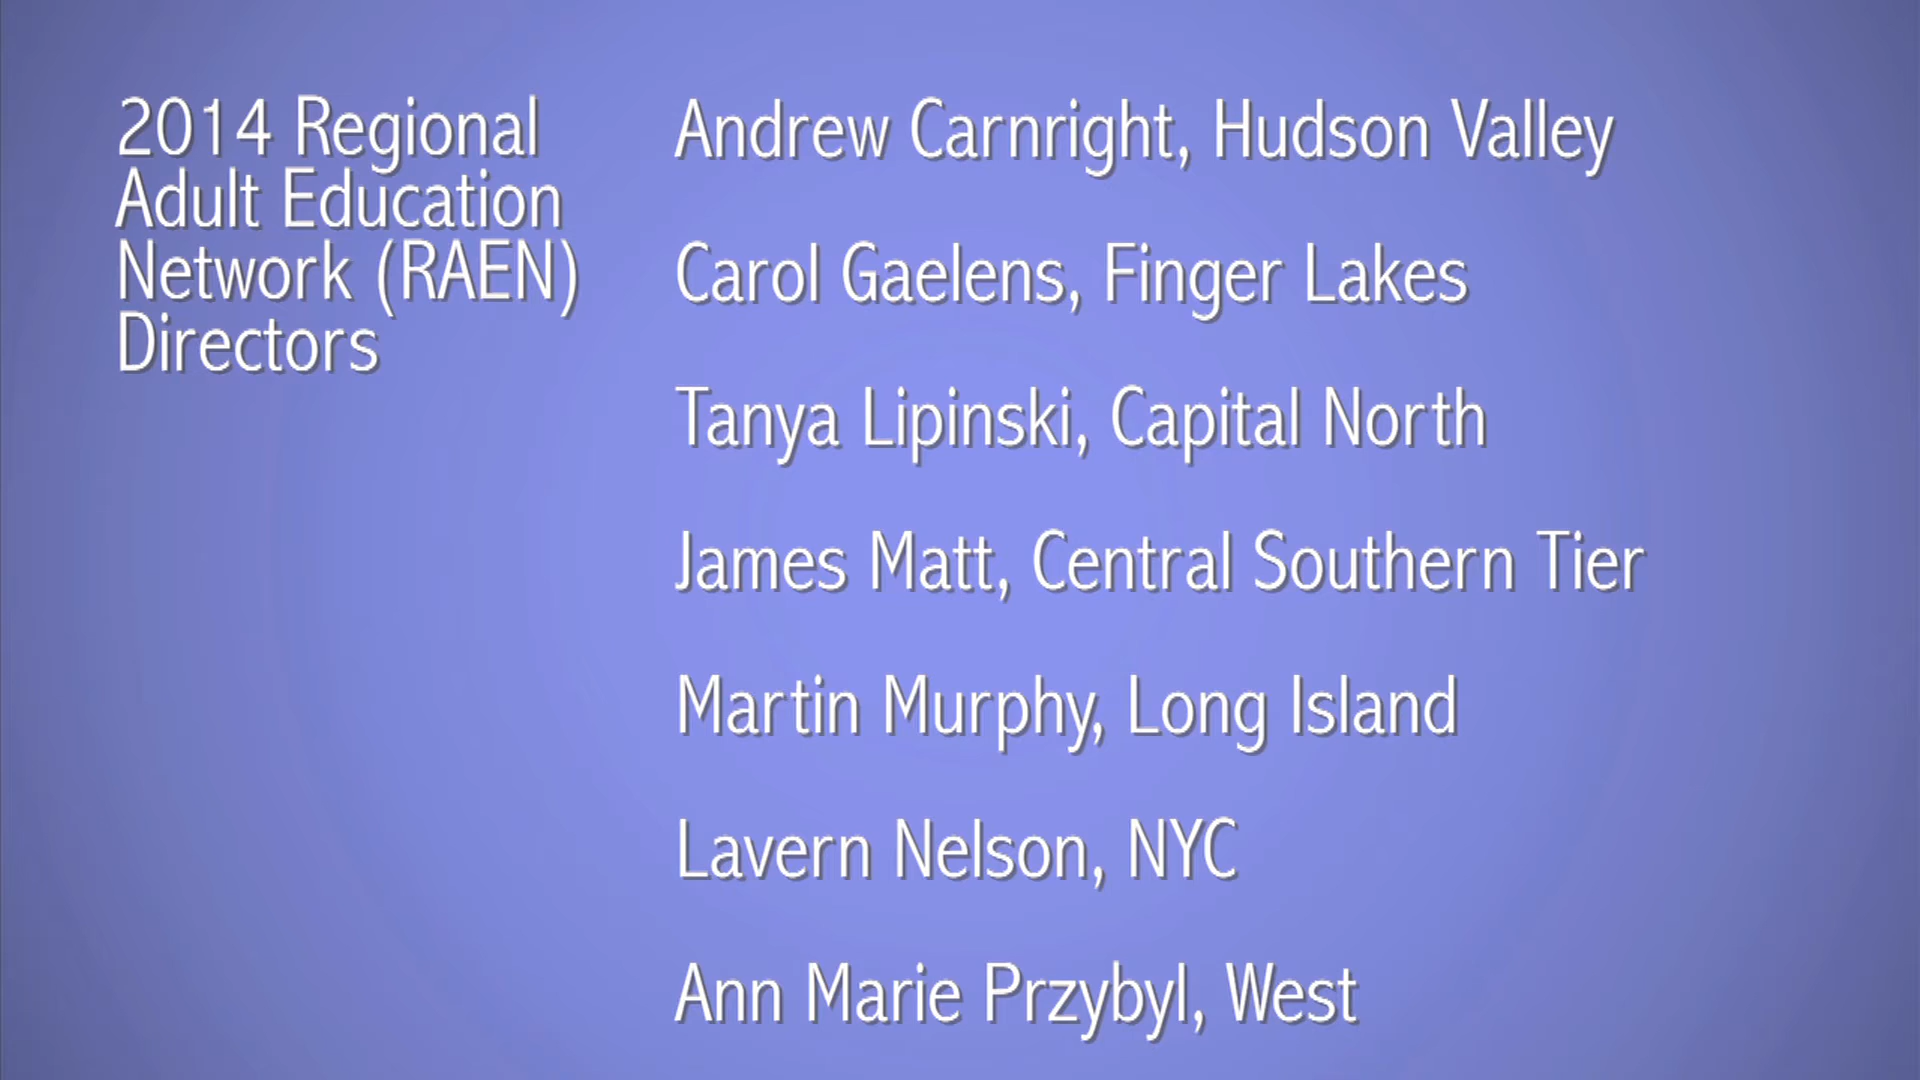 2014 Regional
Adult Education
Network (RAEN)
Directors
Andrew Carnright, Hudson Valley
Carol Gaelens, Finger Lakes
Tanya Lipinski, Capital North
James Matt, Central Southern Tier
Martin Murphy, Long Island
Lavern Nelson, NYC
Ann Marie Przybyl, West